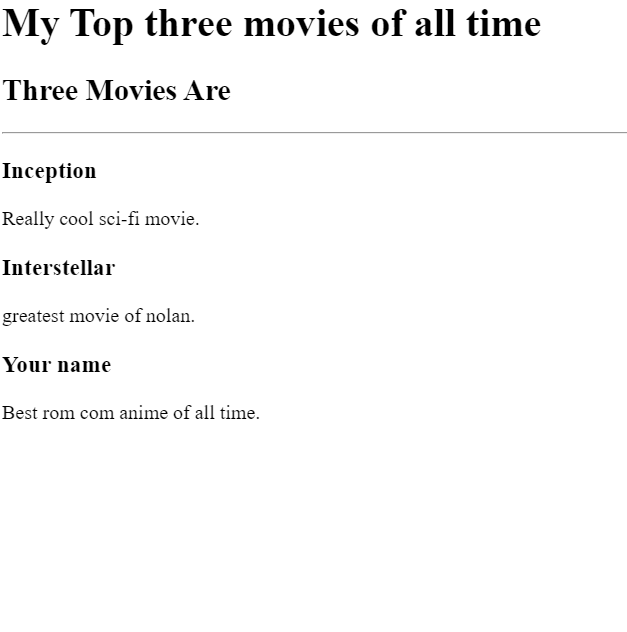 My Top three movies of all time
Three Movies Are
Inception
Really cool sci-fi movie.
Interstellar
greatest movie of nolan.
Your name
Best rom com anime of all time.